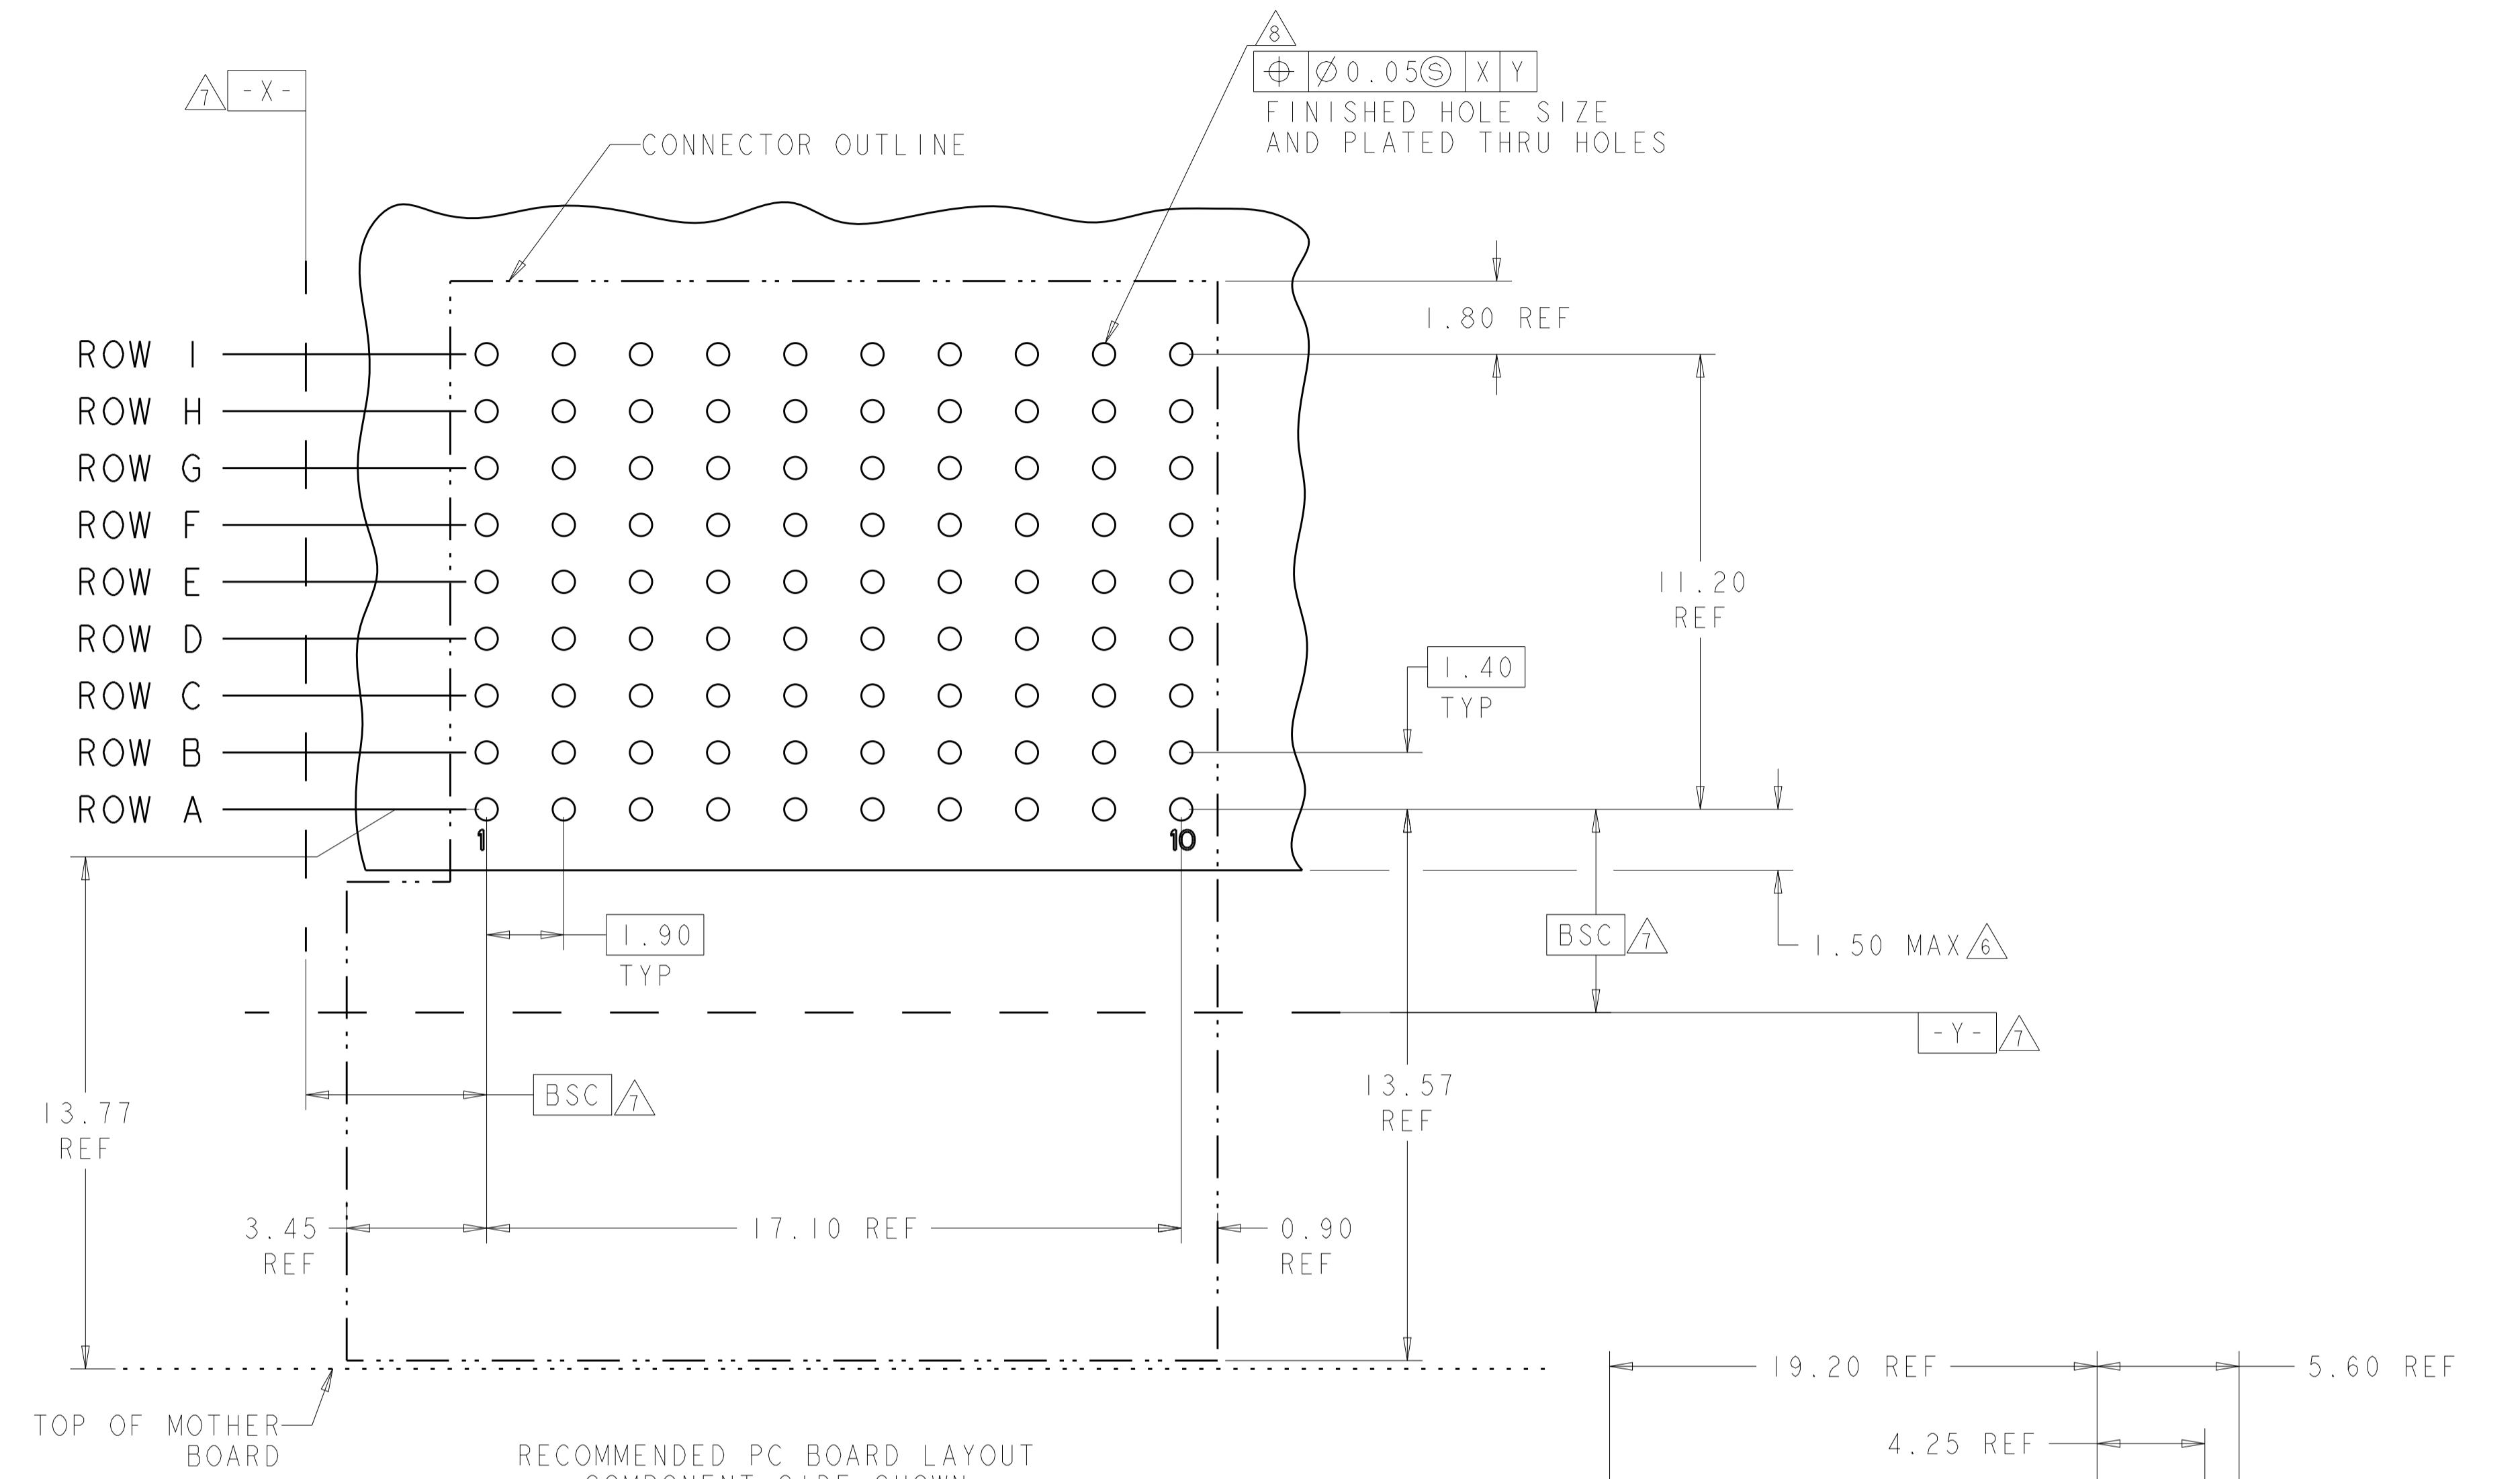 8
⌖ ⌀0.05Ⓢ X Y
FINISHED HOLE SIZE
AND PLATED THRU HOLES
7 -X-
CONNECTOR OUTLINE
1.80 REF
ROW I
ROW H
ROW G
ROW F
ROW E
ROW D
ROW C
ROW B
ROW A
11.20
REF
1.40
TYP
1 10
1.90
TYP
BSC 7
1.50 MAX 6
-Y- 7
BSC 7
13.77
REF
13.57
REF
3.45
REF
17.10 REF
0.90
REF
19.20 REF
5.60 REF
4.25 REF
TOP OF MOTHER
BOARD
RECOMMENDED PC BOARD LAYOUT
COMPONENT SIDE SHOWN